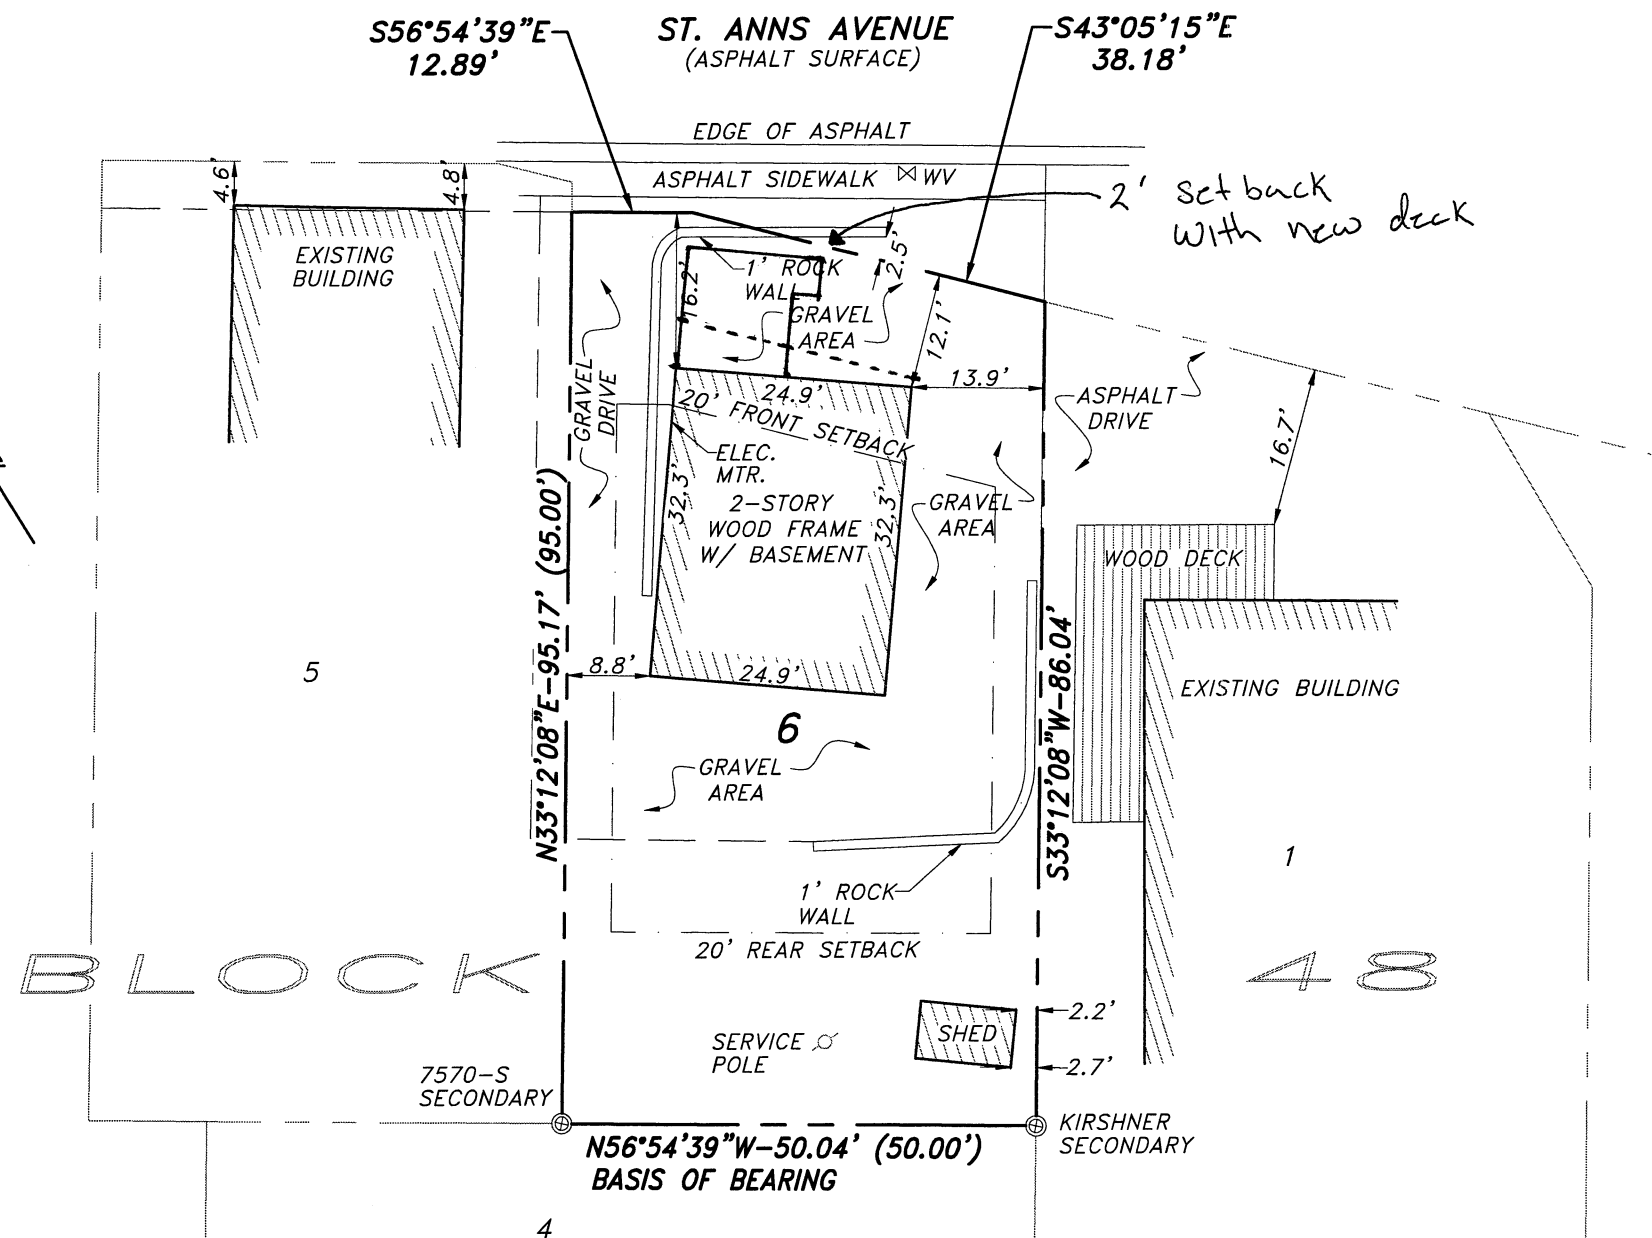 S56°54'39"E
12.89'
ST. ANNS AVENUE
(ASPHALT SURFACE)
S43°05'15"E
38.18'
EDGE OF ASPHALT
ASPHALT SIDEWALK
WV
2' setback
with new deck
4.6'
4.8'
EXISTING
BUILDING
1' ROCK
WALL
16.2'
2.5'
GRAVEL
AREA
12.1'
13.9'
24.9'
20' FRONT SETBACK
GRAVEL
DRIVE
ASPHALT
DRIVE
16.7'
ELEC.
MTR.
32.3'
2-STORY
WOOD FRAME
W/ BASEMENT
32.3'
GRAVEL
AREA
WOOD DECK
N33°12'08"E-95.17' (95.00')
S33°12'08"W-86.04'
5
8.8'
24.9'
6
EXISTING BUILDING
GRAVEL
AREA
1
1' ROCK
WALL
20' REAR SETBACK
BLOCK 48
SHED
2.2'
2.7'
SERVICE
POLE
7570-S
SECONDARY
KIRSHNER
SECONDARY
N56°54'39"W-50.04' (50.00')
BASIS OF BEARING
4